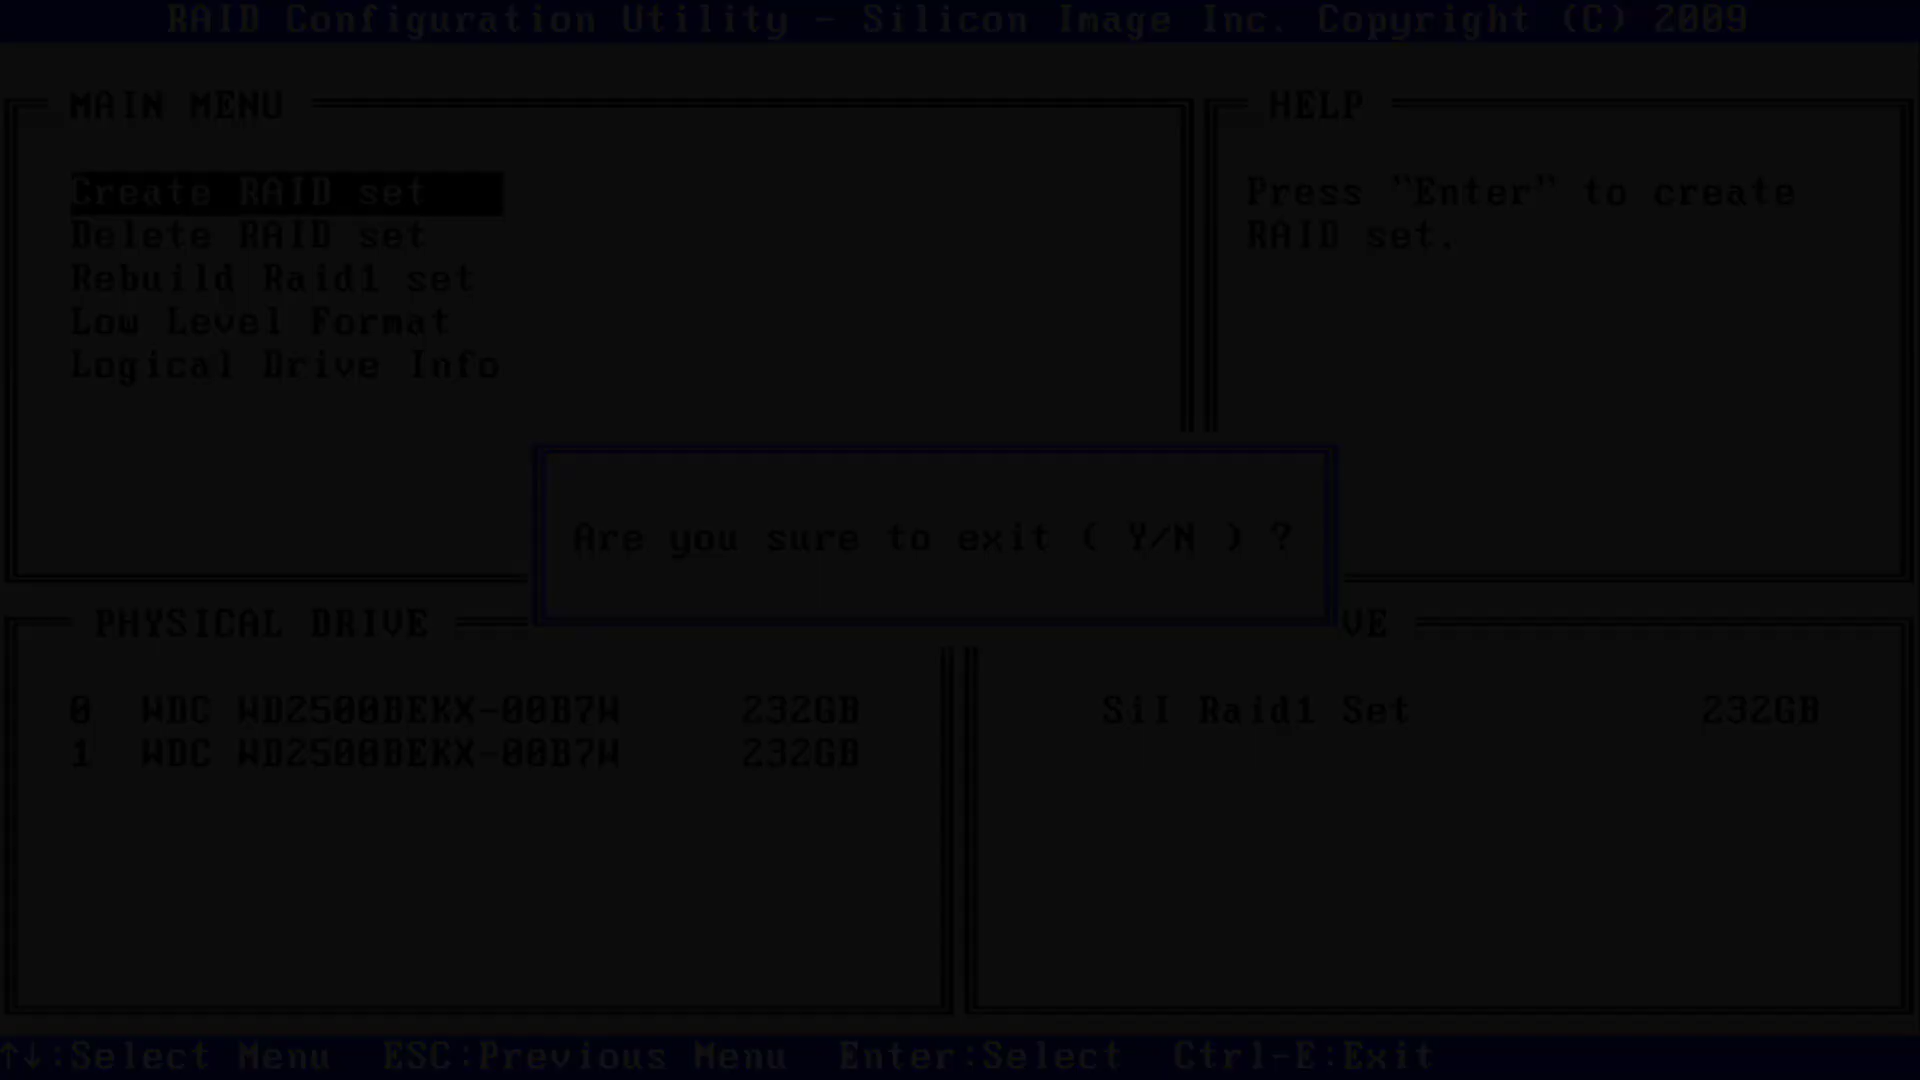 RAID Configuration Utility - Silicon Image Inc. Copyright (C) 2009
MAIN MENU
Create RAID set
Delete RAID set
Rebuild Raid1 set
Low Level Format
Logical Drive Info
HELP
Press "Enter" to create
RAID set.
Are you sure to exit ( Y/N ) ?
PHYSICAL DRIVE
0 WDC WD2500BEKX-00B7W 232GB
1 WDC WD2500BEKX-00B7W 232GB
VE
SiI Raid1 Set 232GB
↑↓:Select Menu ESC:Previous Menu Enter:Select Ctrl-E:Exit